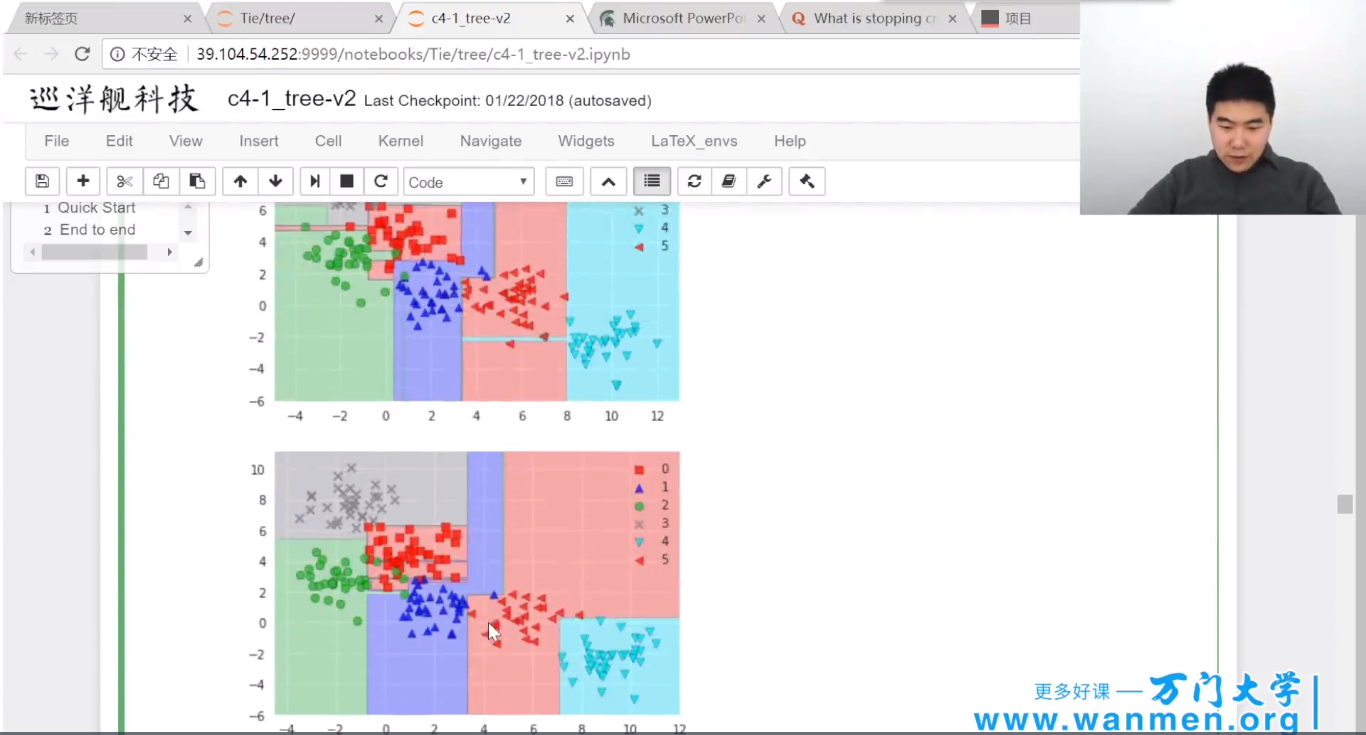 新标签页
Tie/tree/
c4-1_tree-v2
Microsoft PowerPoi
What is stopping cr
项目
不安全 39.104.54.252:9999/notebooks/Tie/tree/c4-1_tree-v2.ipynb
巡洋舰科技 c4-1_tree-v2 Last Checkpoint: 01/22/2018 (autosaved)
File Edit View Insert Cell Kernel Navigate Widgets LaTeX_envs Help
Code
1 Quick Start
2 End to end
6
4
2
0
−2
−4
−6
3
4
5
−4 −2 0 2 4 6 8 10 12
10
8
6
4
2
0
−2
−4
−6
0
1
2
3
4
5
−4 −2 0 2 4 6 8 10 12
更多好课 — 万门大学
www.wanmen.org